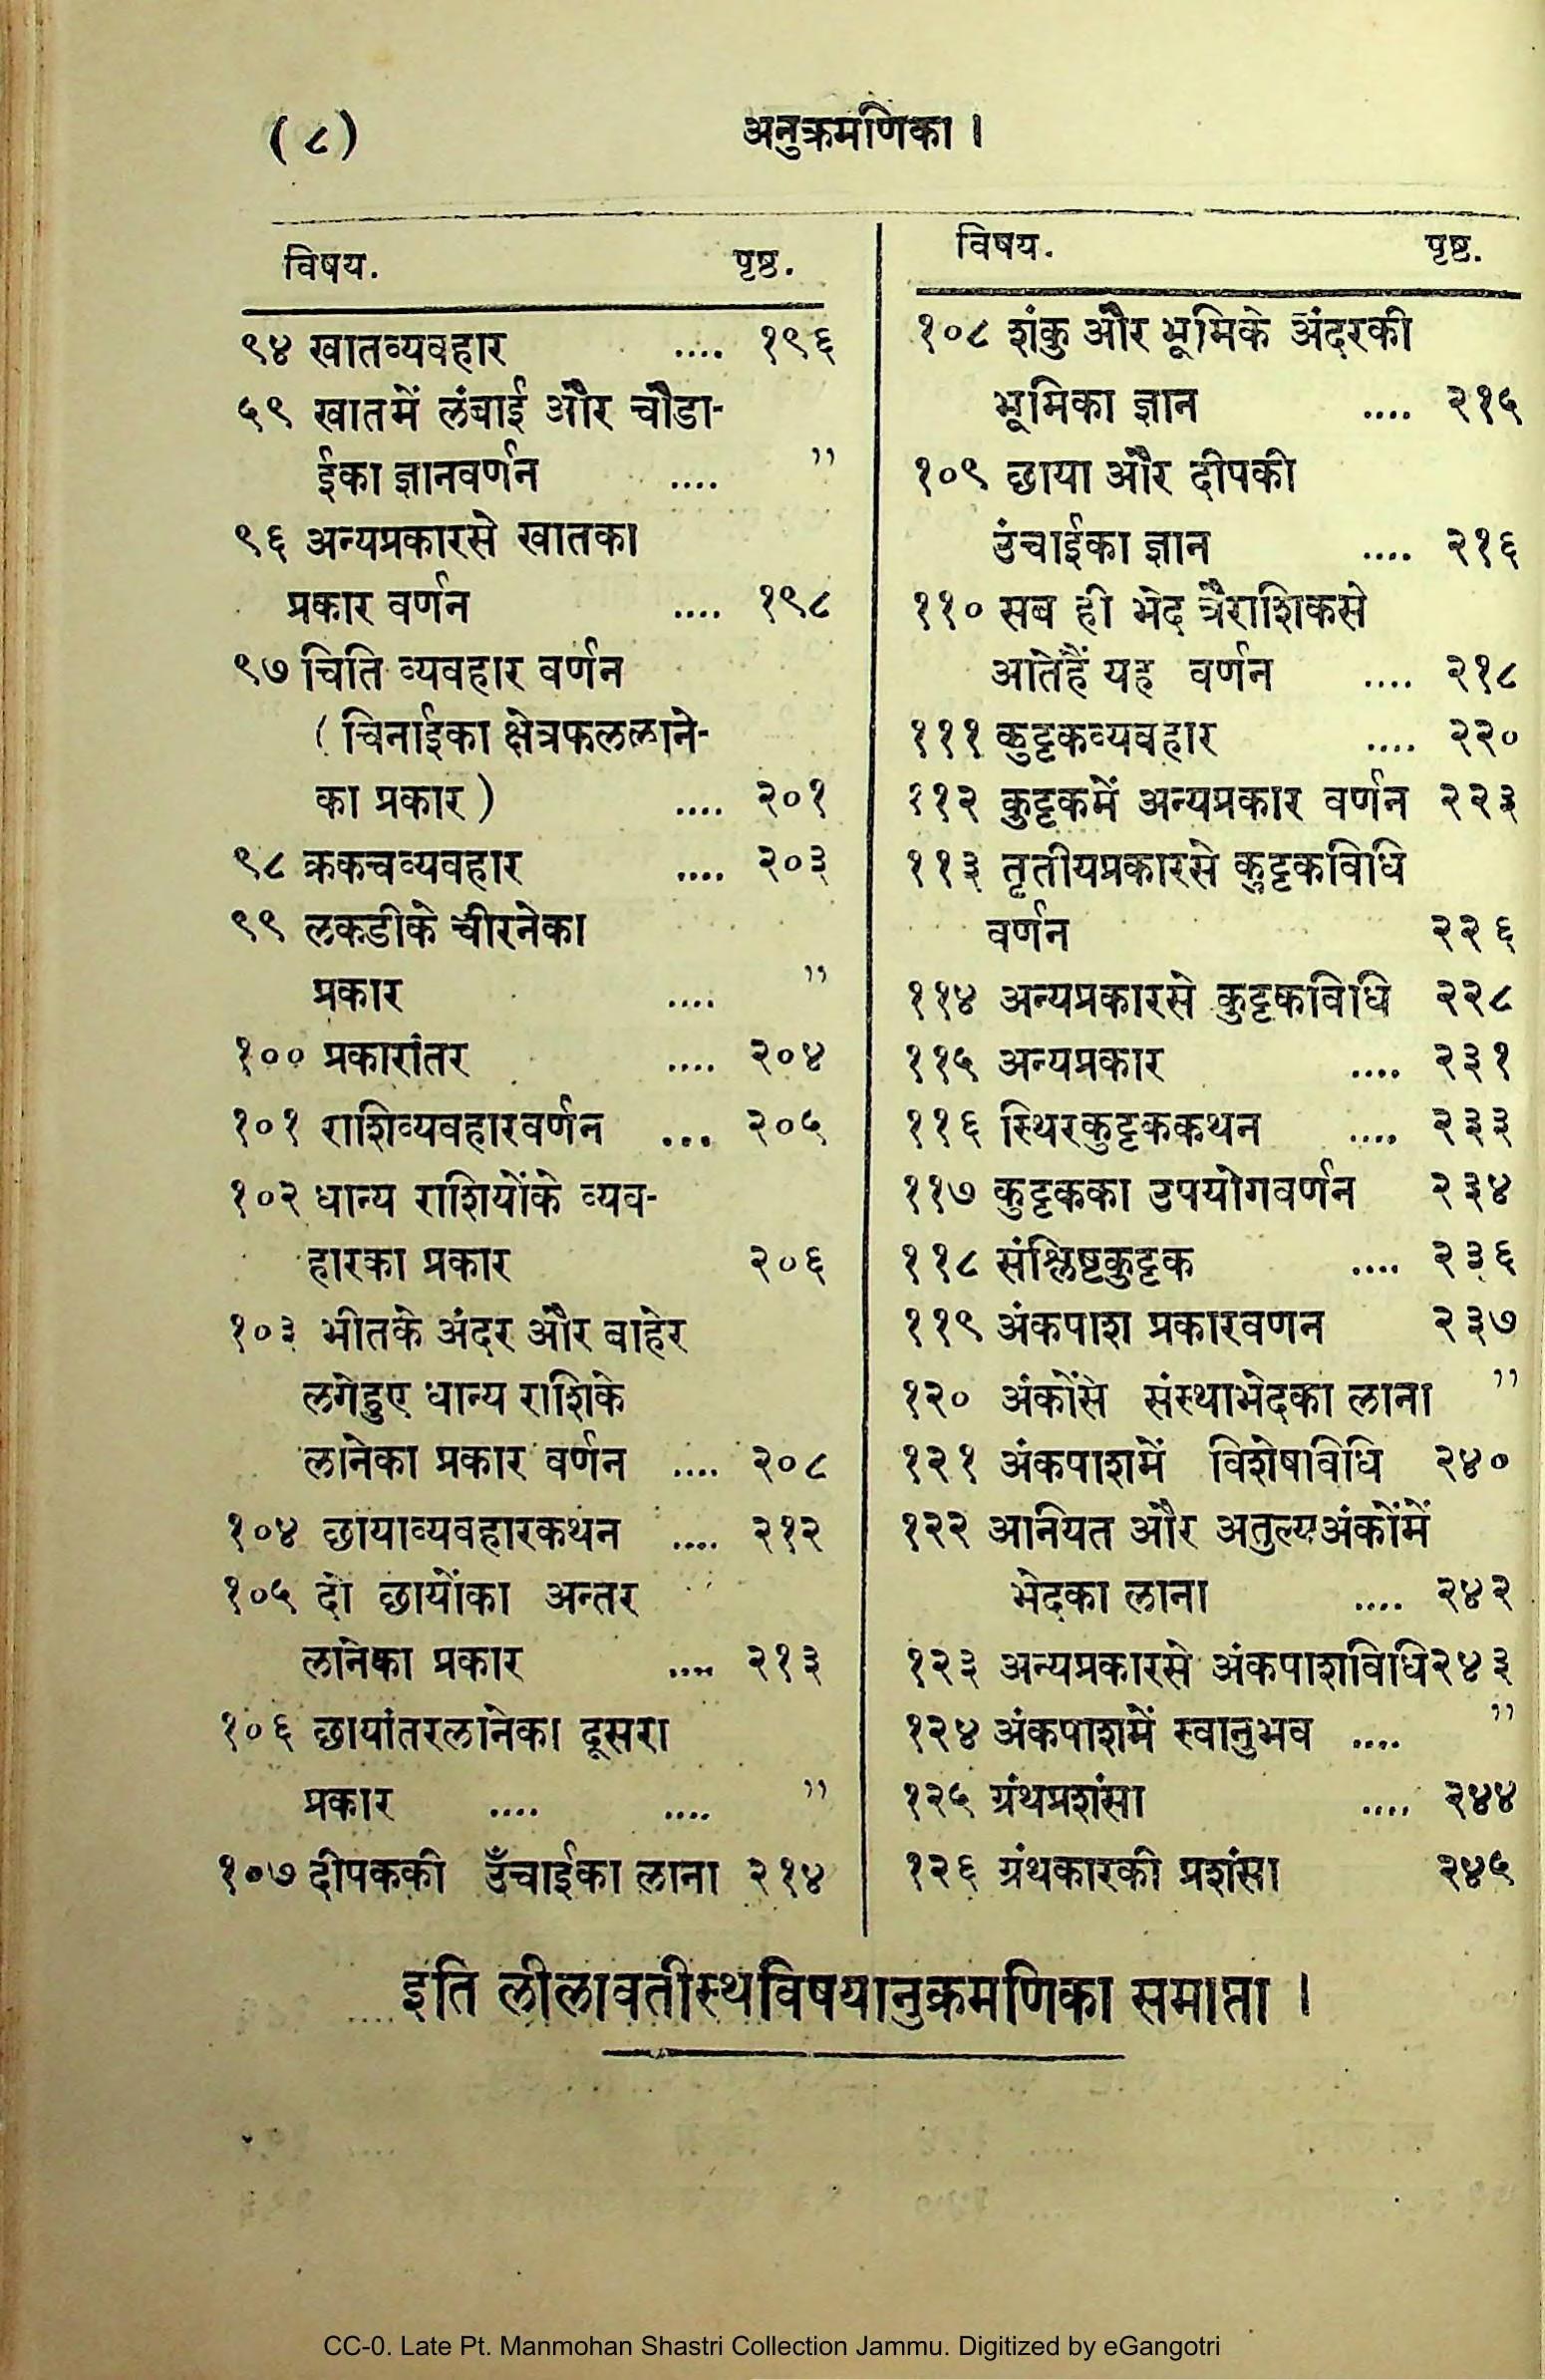 ( ८ )
अनुक्रमणिका ।
विषय. पृष्ठ.
९४ खातव्यवहार .... १९६
५९ खातमें लंबाई और चौडा-
ईका ज्ञानवर्णन .... ”
९६ अन्यप्रकारसे खातका
प्रकार वर्णन .... १९८
९७ चिति व्यवहार वर्णन
( चिनाईका क्षेत्रफललाने-
का प्रकार ) .... २०१
९८ क्रकचव्यवहार .... २०३
९९ लकडीके चीरनेका
प्रकार .... ”
१०० प्रकारांतर .... २०४
१०१ राशिव्यवहारवर्णन ... २०५
१०२ धान्य राशियोंके व्यव-
हारका प्रकार २०६
१०३ भीतके अंदर और बाहेर
लगेहुए धान्य राशिके
लानेका प्रकार वर्णन .... २०८
१०४ छायाव्यवहारकथन .... २१२
१०५ दो छायोंका अन्तर
लानेका प्रकार .... २१३
१०६ छायांतरलानेका दूसरा
प्रकार .... .... ”
१०७ दीपककी उँचाईका लाना २१४
विषय. पृष्ठ.
१०८ शंकु और भूमिके अंदरकी
भूमिका ज्ञान .... २१५
१०९ छाया और दीपकी
उंचाईका ज्ञान .... २१६
११० सब ही भेद त्रैराशिकसे
आतेहैं यह वर्णन .... २१८
१११ कुट्टकव्यवहार .... २२०
११२ कुट्टकमें अन्यप्रकार वर्णन २२३
११३ तृतीयप्रकारसे कुट्टकविधि
वर्णन २२६
११४ अन्यप्रकारसे कुट्टकविधि २२८
११५ अन्यप्रकार .... २३१
११६ स्थिरकुट्टककथन .... २३३
११७ कुट्टकका उपयोगवर्णन २३४
११८ संश्लिष्टकुट्टक .... २३६
११९ अंकपाश प्रकारवणन २३७
१२० अंकोंसे संस्थाभेदका लाना ”
१२१ अंकपाशमें विशेषविधि २४०
१२२ अनियत और अतुल्यअंकोंमें
भेदका लाना .... २४२
१२३ अन्यप्रकारसे अंकपाशविधि२४३
१२४ अंकपाशमें स्वानुभव .... ”
१२५ ग्रंथप्रशंसा .... २४४
१२६ ग्रंथकारकी प्रशंसा २४५
इति लीलावतीस्थविषयानुक्रमणिका समाप्ता ।
CC-0. Late Pt. Manmohan Shastri Collection Jammu. Digitized by eGangotri